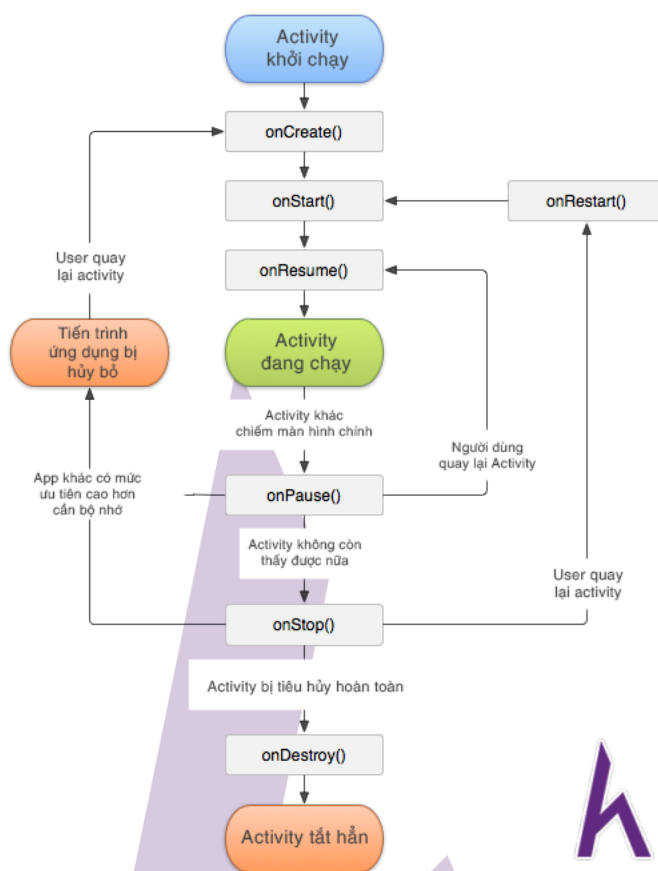 Activity
khởi chạy
onCreate()
onStart()
onRestart()
User quay
lại activity
onResume()
Tiến trình
ứng dụng bị
hủy bỏ
Activity
đang chạy
Activity khác
chiếm màn hình chính
Người dùng
quay lại Activity
App khác có mức
ưu tiên cao hơn
cần bộ nhớ
onPause()
Activity không còn
thấy được nữa
User quay
lại activity
onStop()
Activity bị tiêu hủy hoàn toàn
onDestroy()
Activity tắt hẳn